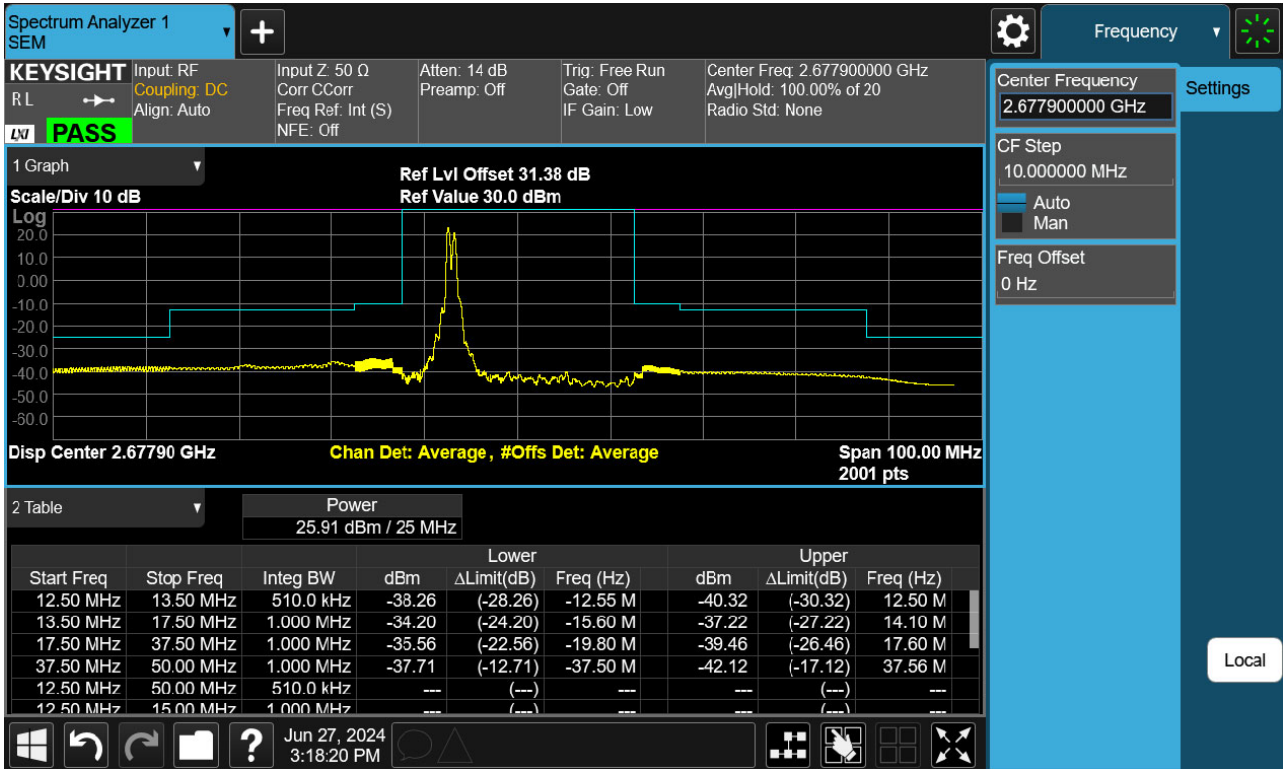 Spectrum Analyzer 1
SEM
+
Frequency
KEYSIGHT
RL
LXI
PASS
Input: RF
Coupling: DC
Align: Auto
Input Z: 50 Ω
Corr CCorr
Freq Ref: Int (S)
NFE: Off
Atten: 14 dB
Preamp: Off
Trig: Free Run
Gate: Off
IF Gain: Low
Center Freq: 2.677900000 GHz
Avg|Hold: 100.00% of 20
Radio Std: None
Center Frequency
2.677900000 GHz
Settings
CF Step
10.000000 MHz
Auto
Man
Freq Offset
0 Hz
1 Graph
Scale/Div 10 dB
Ref Lvl Offset 31.38 dB
Ref Value 30.0 dBm
Log
20.0
10.0
0.00
-10.0
-20.0
-30.0
-40.0
-50.0
-60.0
Disp Center 2.67790 GHz
Chan Det: Average, #Offs Det: Average
Span 100.00 MHz
2001 pts
2 Table
Power
25.91 dBm / 25 MHz
Lower Upper
Start Freq Stop Freq Integ BW dBm ΔLimit(dB) Freq (Hz) dBm ΔLimit(dB) Freq (Hz)
12.50 MHz 13.50 MHz 510.0 kHz -38.26 (-28.26) -12.55 M -40.32 (-30.32) 12.50 M
13.50 MHz 17.50 MHz 1.000 MHz -34.20 (-24.20) -15.60 M -37.22 (-27.22) 14.10 M
17.50 MHz 37.50 MHz 1.000 MHz -35.56 (-22.56) -19.80 M -39.46 (-26.46) 17.60 M
37.50 MHz 50.00 MHz 1.000 MHz -37.71 (-12.71) -37.50 M -42.12 (-17.12) 37.56 M
12.50 MHz 50.00 MHz 510.0 kHz --- (---) --- --- (---) ---
12.50 MHz 15.00 MHz 1.000 MHz --- (---) --- --- (---) ---
Local
?
Jun 27, 2024
3:18:20 PM